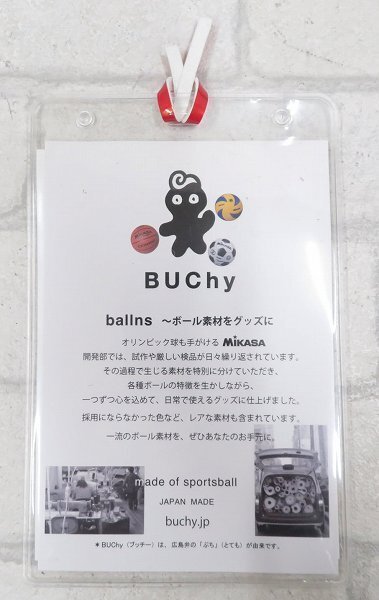 BUChy
ballns ～ボール素材をグッズに
オリンピック球も手がける MIKASA
開発部では、試作や厳しい検品が日々繰り返されています。
その過程で生じる素材を特別に分けていただき、
各種ボールの特徴を生かしながら、
一つずつ心を込めて、日常で使えるグッズに仕上げました。
採用にならなかった色など、レアな素材も含まれています。
一流のボール素材を、ぜひあなたのお手元に。
made of sportsball
JAPAN MADE
buchy.jp
＊BUChy（ブッチー）は、広島弁の「ぶち」（とても）が由来です。